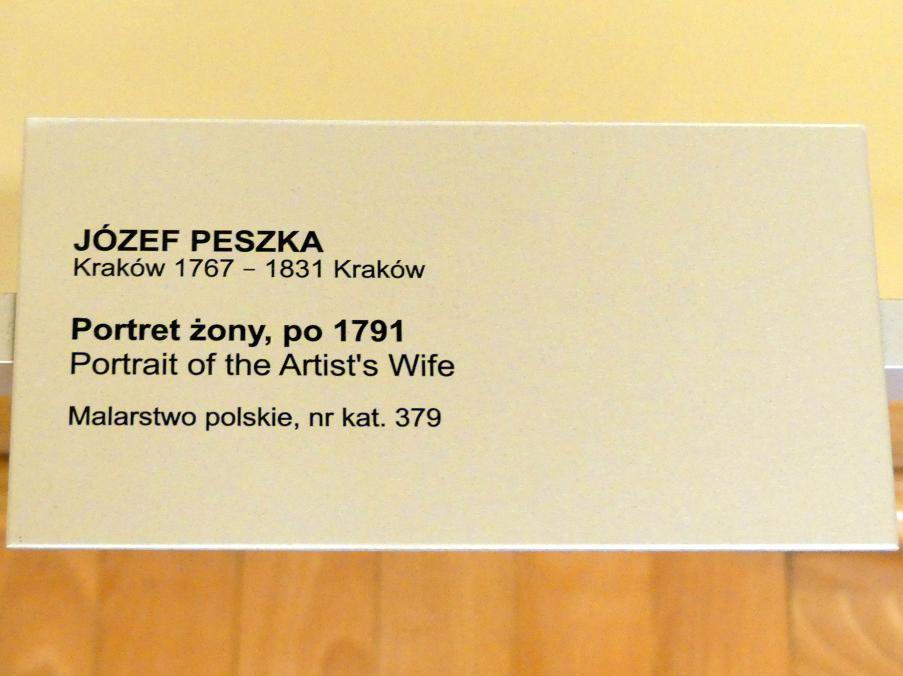 JÓZEF PESZKA
Kraków 1767 – 1831 Kraków
Portret żony, po 1791
Portrait of the Artist's Wife
Malarstwo polskie, nr kat. 379